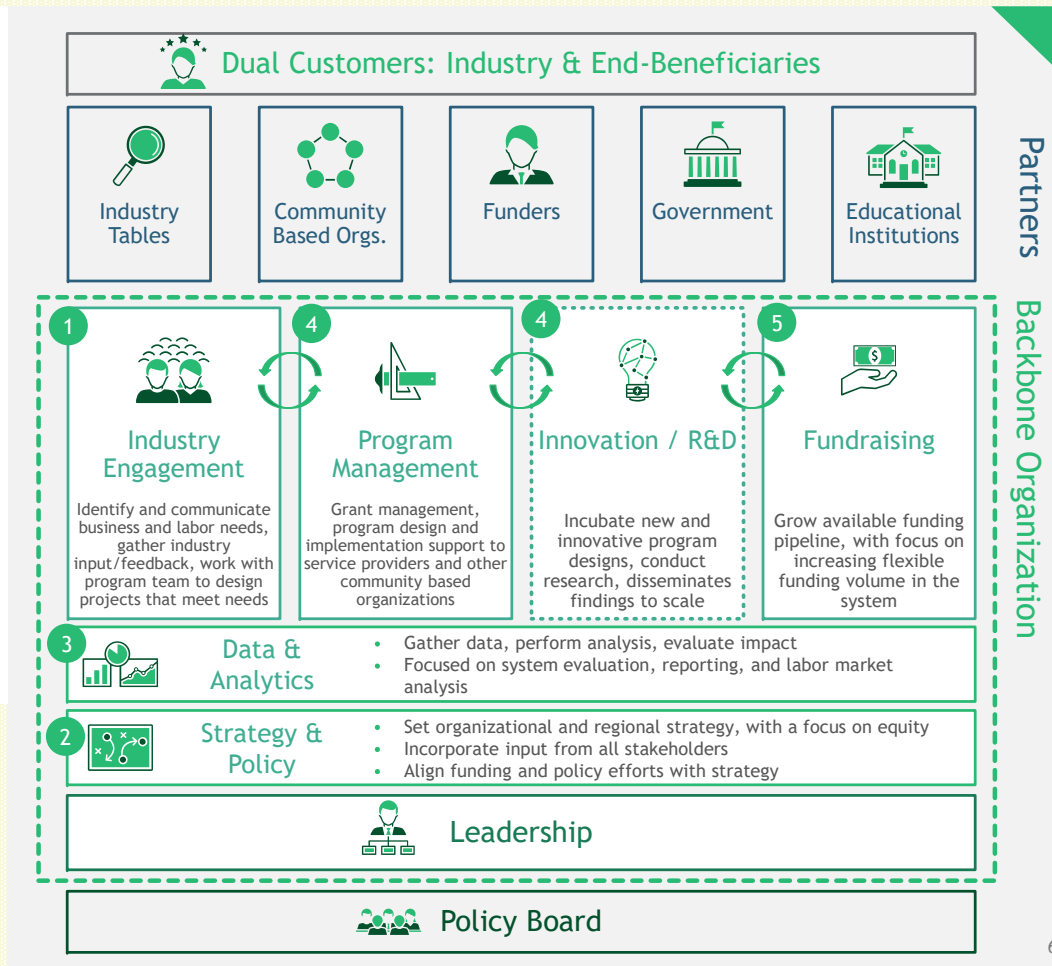 Dual Customers: Industry & End-Beneficiaries
Industry
Tables
Community
Based Orgs.
Funders
Government
Educational
Institutions
Partners
Backbone Organization
1
Industry
Engagement
Identify and communicate
business and labor needs,
gather industry
input/feedback, work with
program team to design
projects that meet needs
4
Program
Management
Grant management,
program design and
implementation support to
service providers and other
community based
organizations
4
Innovation / R&D
Incubate new and
innovative program
designs, conduct
research, disseminates
findings to scale
5
$
Fundraising
Grow available funding
pipeline, with focus on
increasing flexible
funding volume in the
system
3
Data &
Analytics
• Gather data, perform analysis, evaluate impact
• Focused on system evaluation, reporting, and labor market
analysis
2
Strategy &
Policy
• Set organizational and regional strategy, with a focus on equity
• Incorporate input from all stakeholders
• Align funding and policy efforts with strategy
Leadership
Policy Board